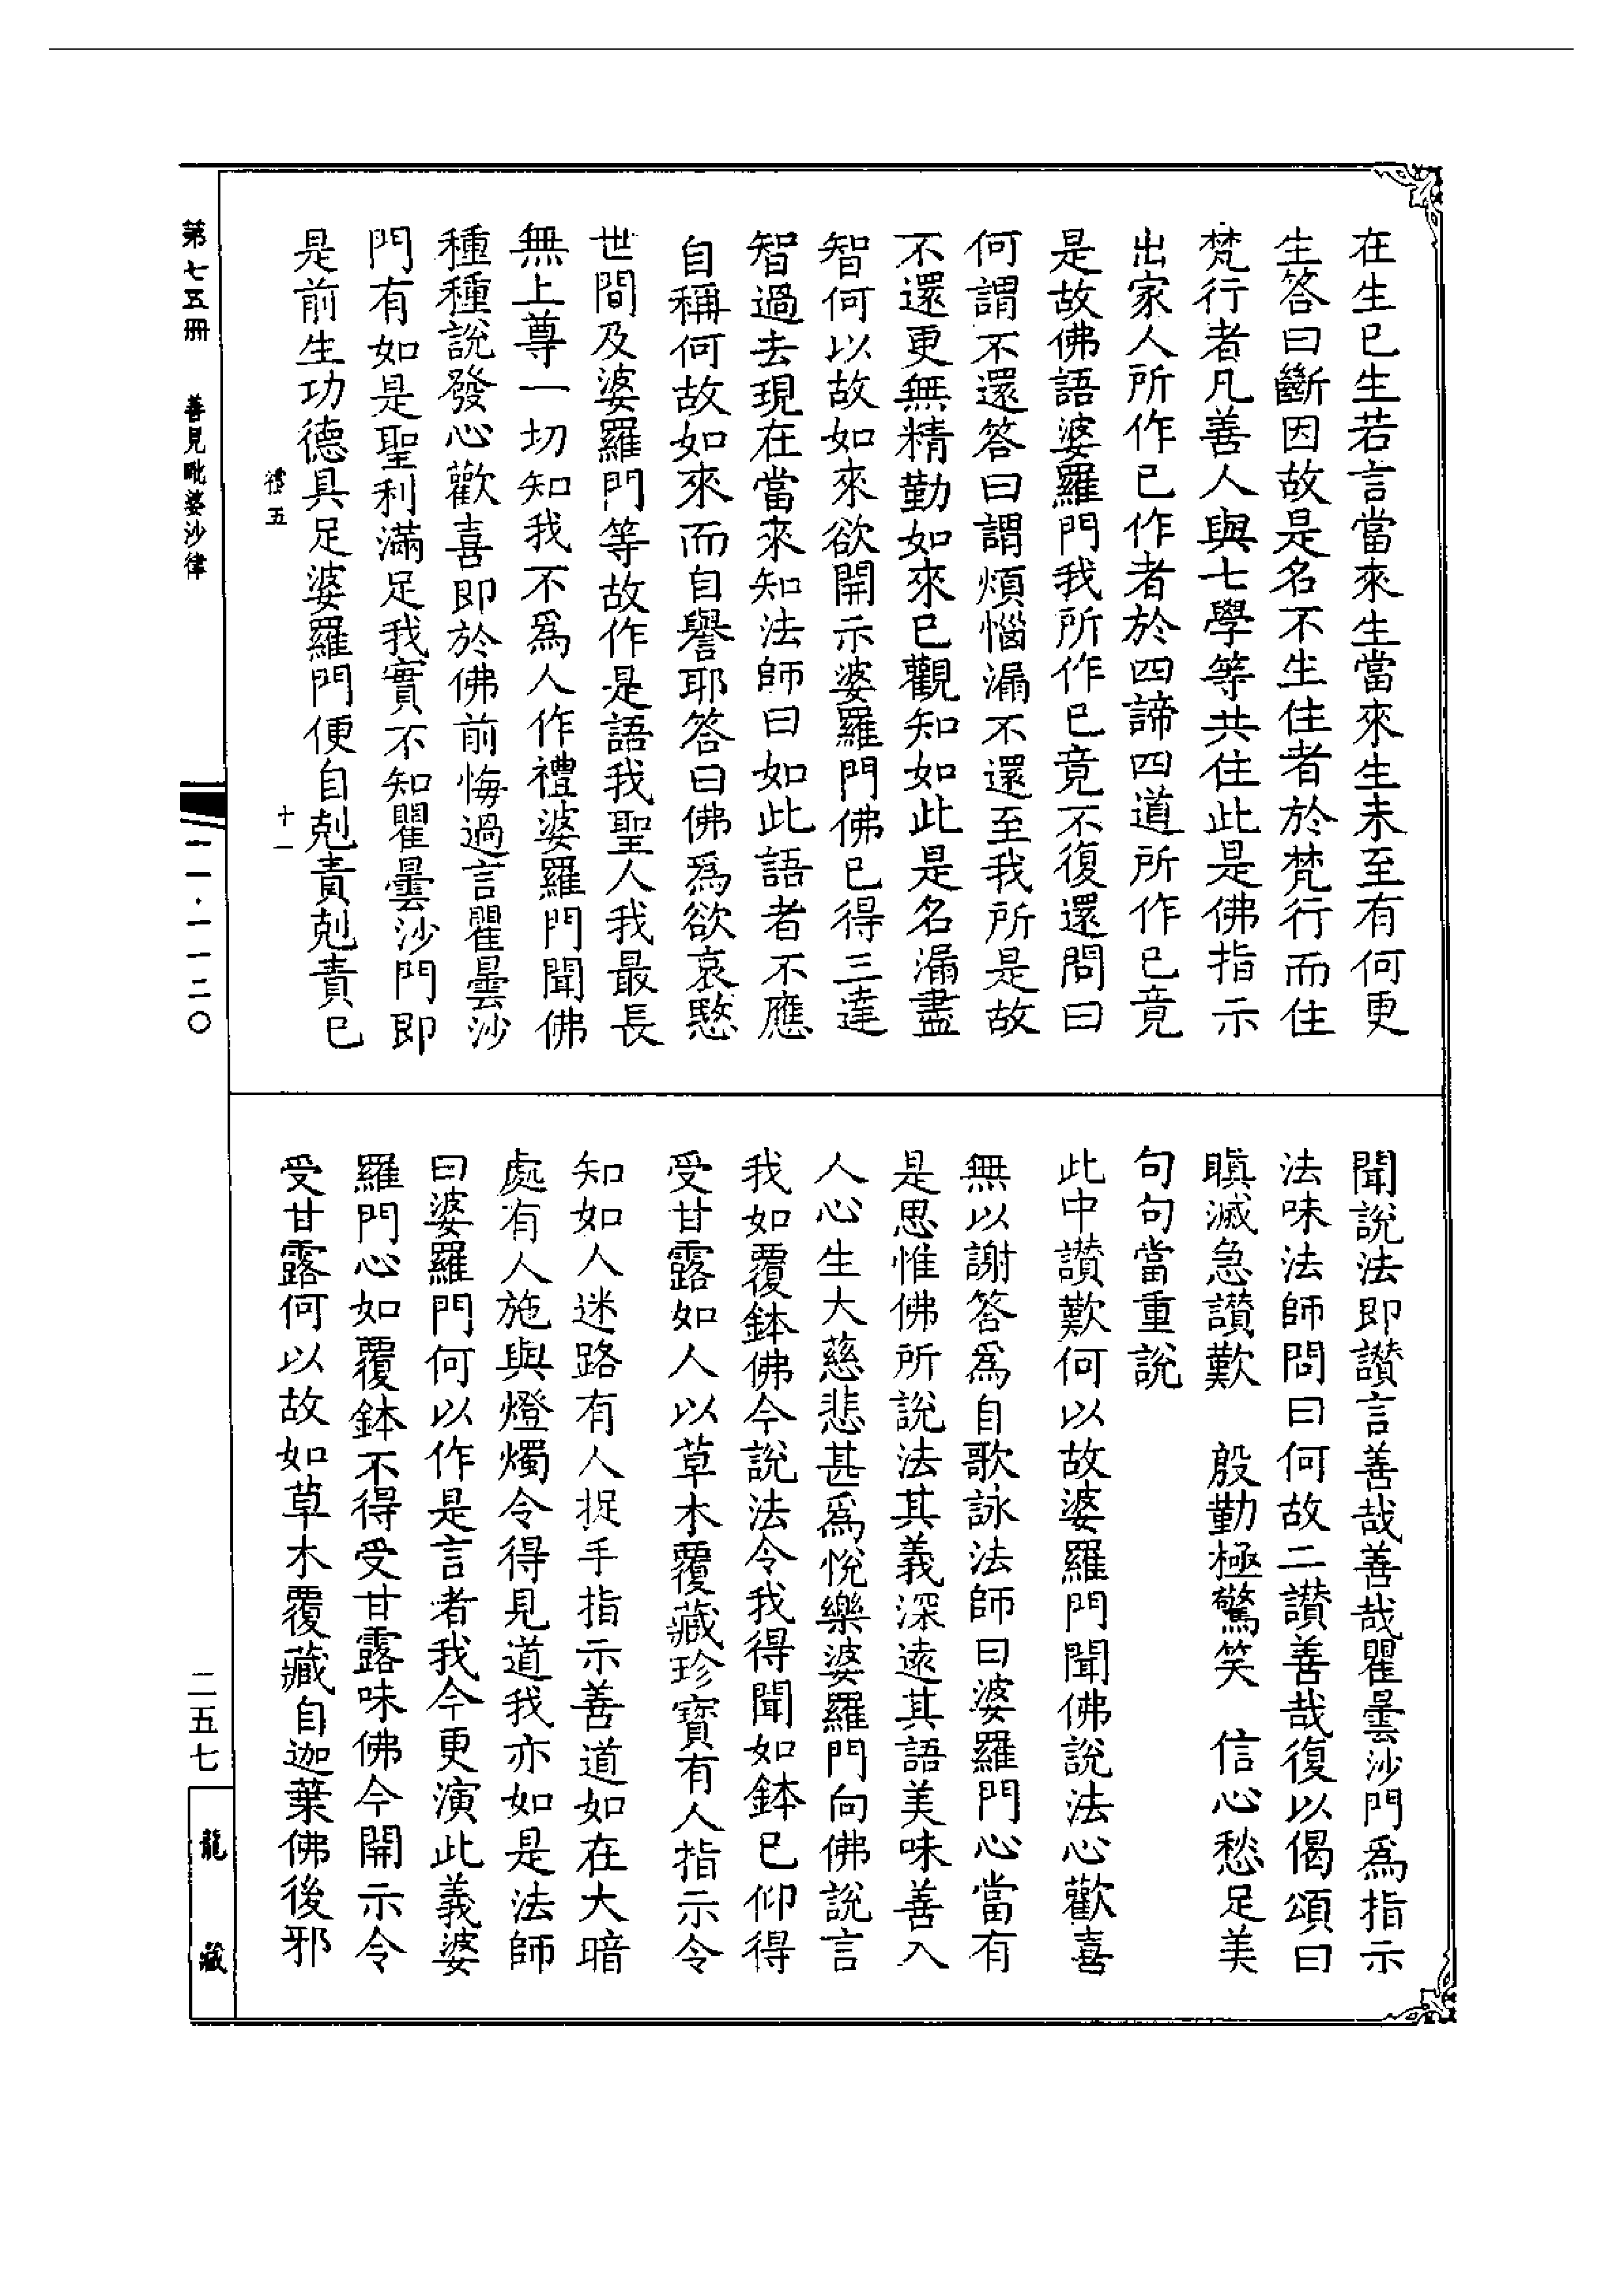 在生已生若言當來生當來生未至有何更
生答曰斷因故是名不生住者於梵行而住
梵行者凡善人與七學等共住此是佛指示
出家人所作已作者於四諦四道所作已竟
是故佛語婆羅門我所作已竟不復還問曰
何謂不還答曰謂煩惱漏不還至我所是故
不還更無精勤如來已觀知如此是名漏盡
智何以故如來欲開示婆羅門佛已得三達
智過去現在當來知法師曰如此語者不應
自稱何故如來而自譽耶答曰佛爲欲哀愍
世間及婆羅門等故作是語我聖人我最長
無上尊一切知我不爲人作禮婆羅門聞佛
種種說發心歡喜即於佛前悔過言瞿曇沙
門有如是聖利滿足我實不知瞿曇沙門即
是前生功德具足婆羅門便自剋責剋責已
聞說法即讃言善哉善哉瞿曇沙門爲指示
法味法師問曰何故二讃善哉復以偈頌曰
瞋滅急讃歎 殷勤極驚笑 信心愁足美
句句當重說
此中讃歎何以故婆羅門聞佛說法心歡喜
無以謝答爲自歌詠法師曰婆羅門心當有
是思惟佛所說法其義深遠其語美味善入
人心生大慈悲甚爲悅樂婆羅門向佛說言
我如覆鉢佛今說法令我得聞如鉢已仰得
受甘露如人以草木覆藏珍寶有人指示令
知如人迷路有人捉手指示善道如在大暗
處有人施與燈燭令得見道我亦如是法師
曰婆羅門何以作是言者我今更演此義婆
羅門心如覆鉢不得受甘露味佛今開示令
受甘露何以故如草木覆藏自迦葉佛後邪
五
十一
第七五冊 善見毗婆沙律
一一·一一二〇
二五七
龍藏